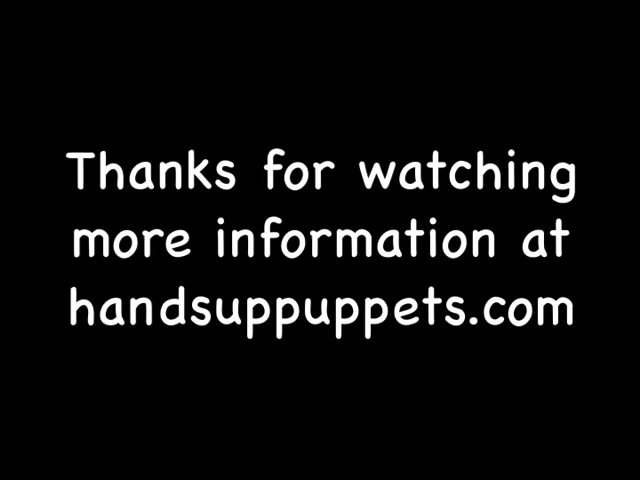 Thanks for watching
more information at
handsuppuppets.com